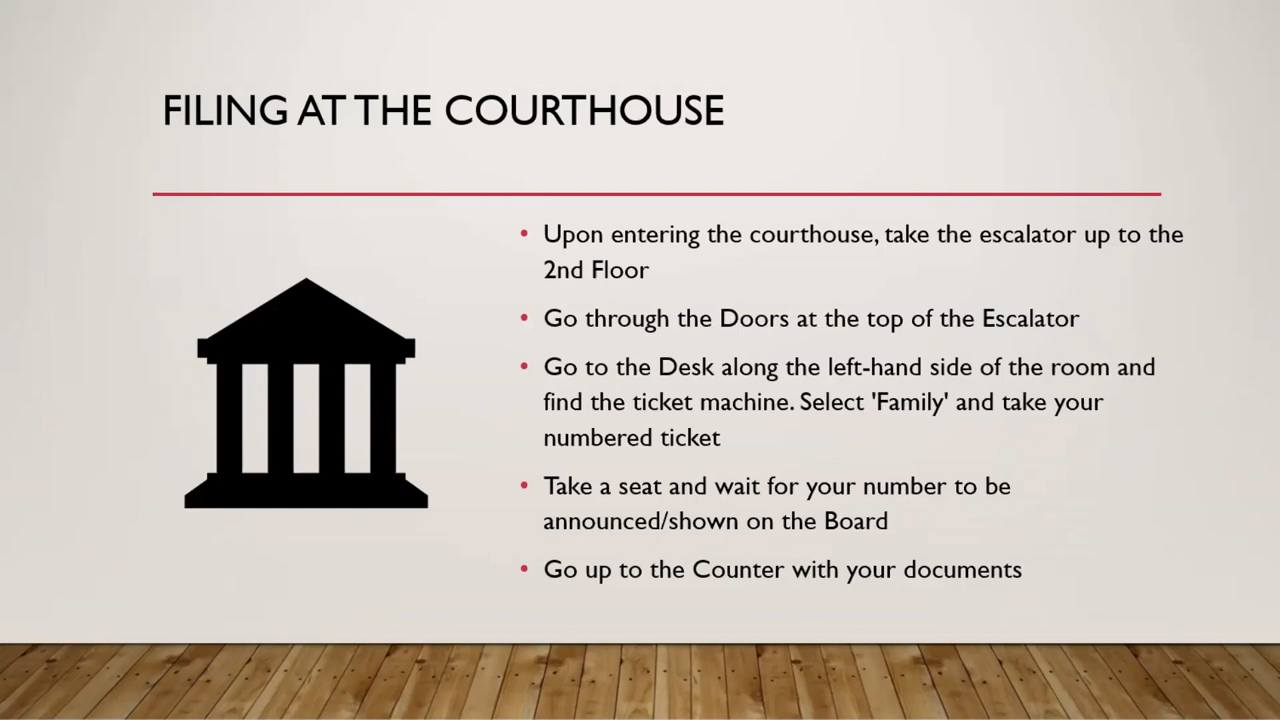 FILING AT THE COURTHOUSE
• Upon entering the courthouse, take the escalator up to the
2nd Floor
• Go through the Doors at the top of the Escalator
• Go to the Desk along the left-hand side of the room and
find the ticket machine. Select 'Family' and take your
numbered ticket
• Take a seat and wait for your number to be
announced/shown on the Board
• Go up to the Counter with your documents